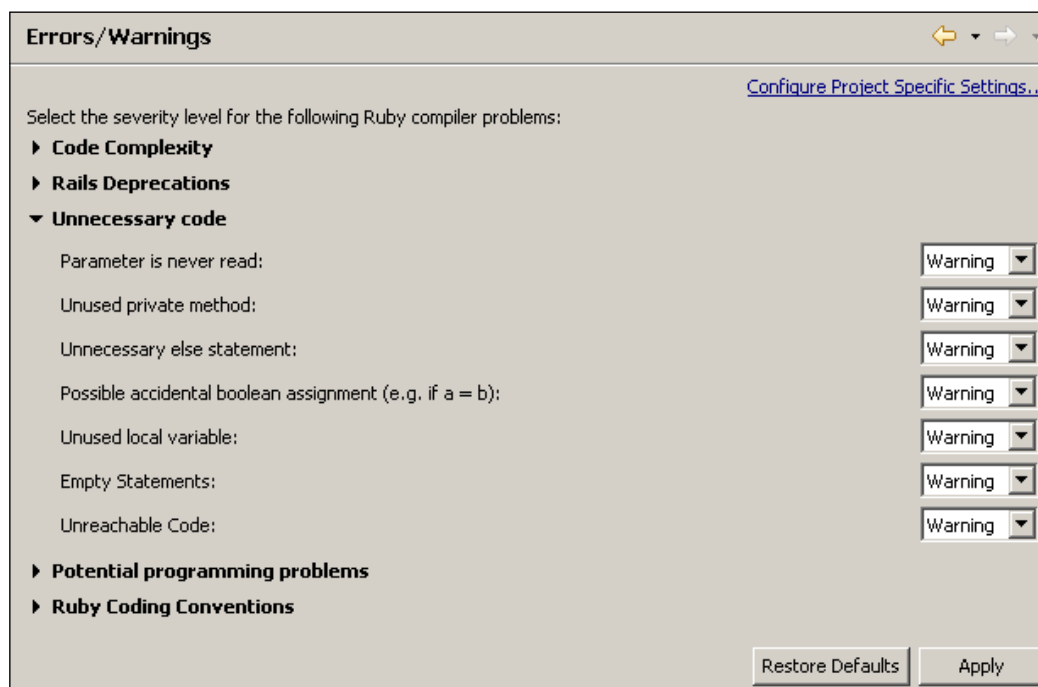 Errors/Warnings
Configure Project Specific Settings..
Select the severity level for the following Ruby compiler problems:
Code Complexity
Rails Deprecations
Unnecessary code
Parameter is never read: Warning
Unused private method: Warning
Unnecessary else statement: Warning
Possible accidental boolean assignment (e.g. if a = b): Warning
Unused local variable: Warning
Empty Statements: Warning
Unreachable Code: Warning
Potential programming problems
Ruby Coding Conventions
Restore Defaults Apply